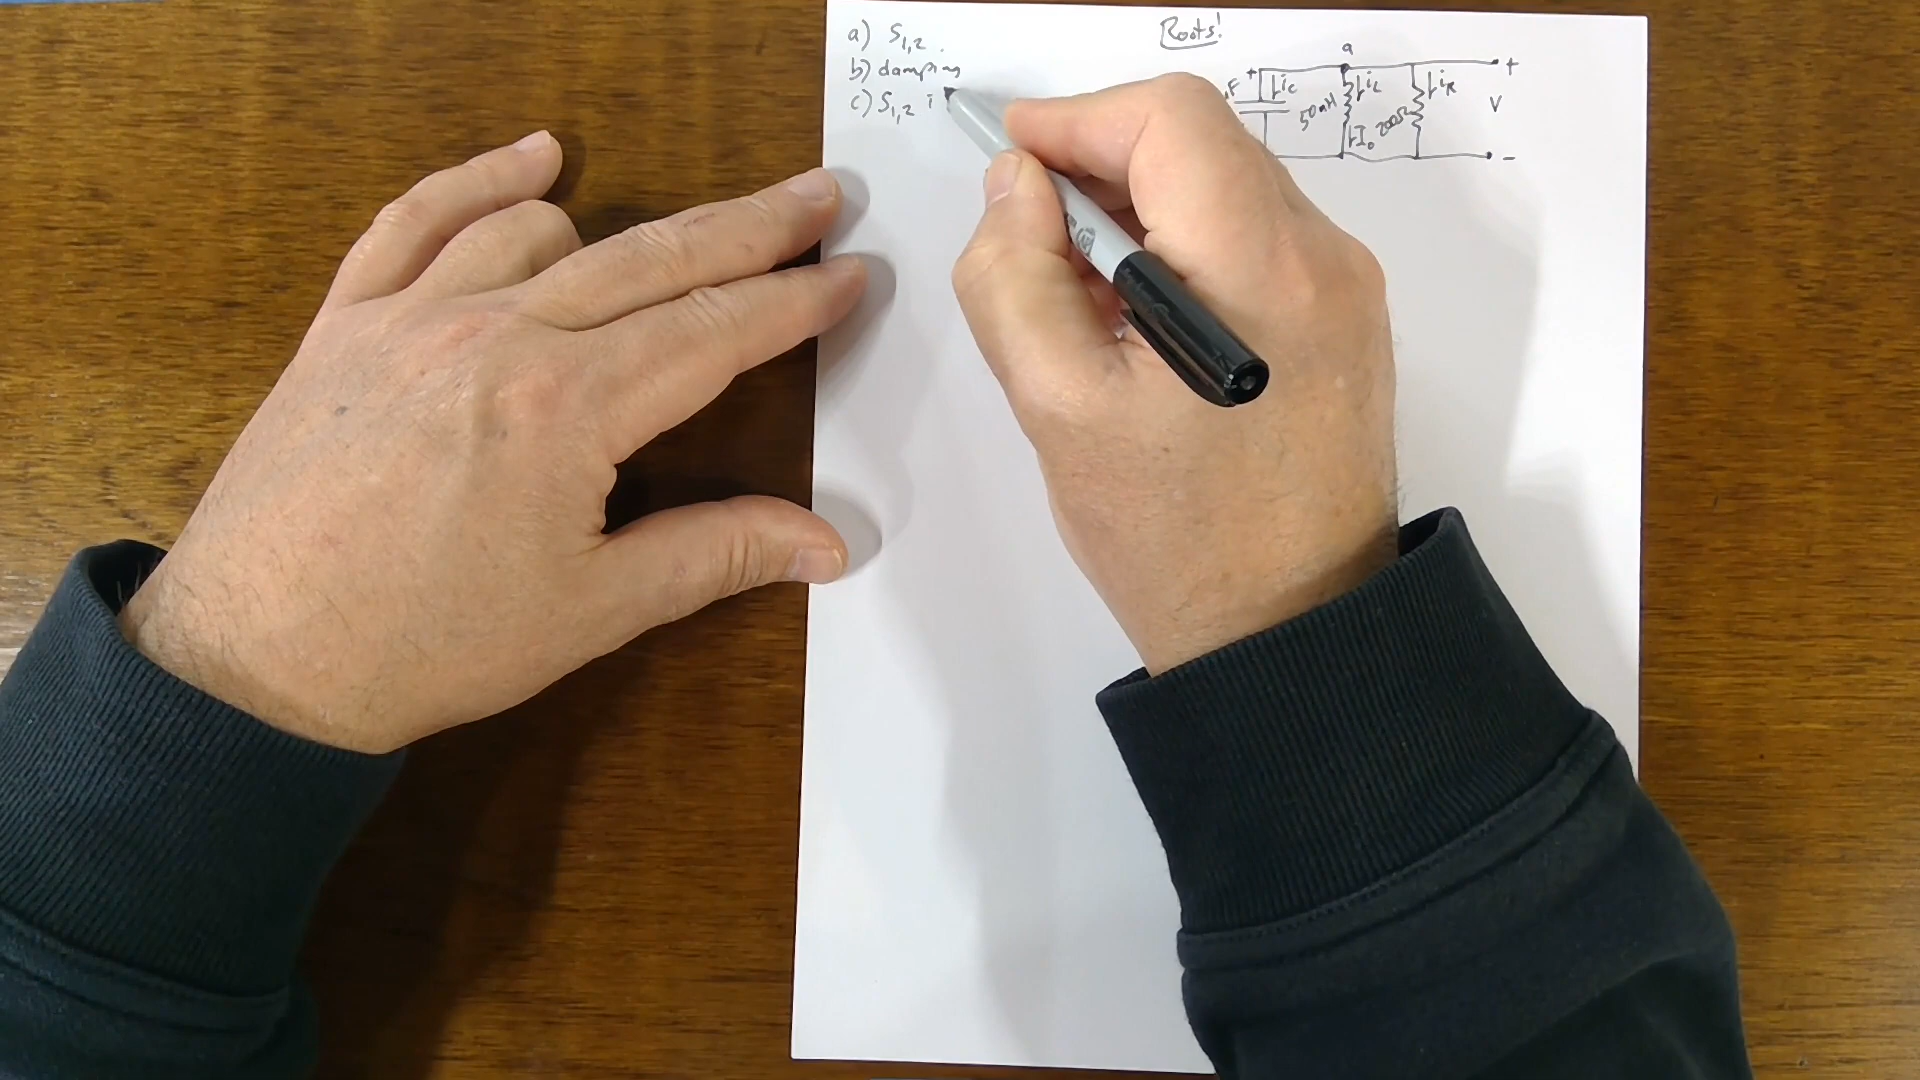 Roots!
a) S1,2
b) damping
c) S1,2 i
a
+ F ↓ic 50mH ↓iL ↓I₀ 200Ω ↓iR + V -